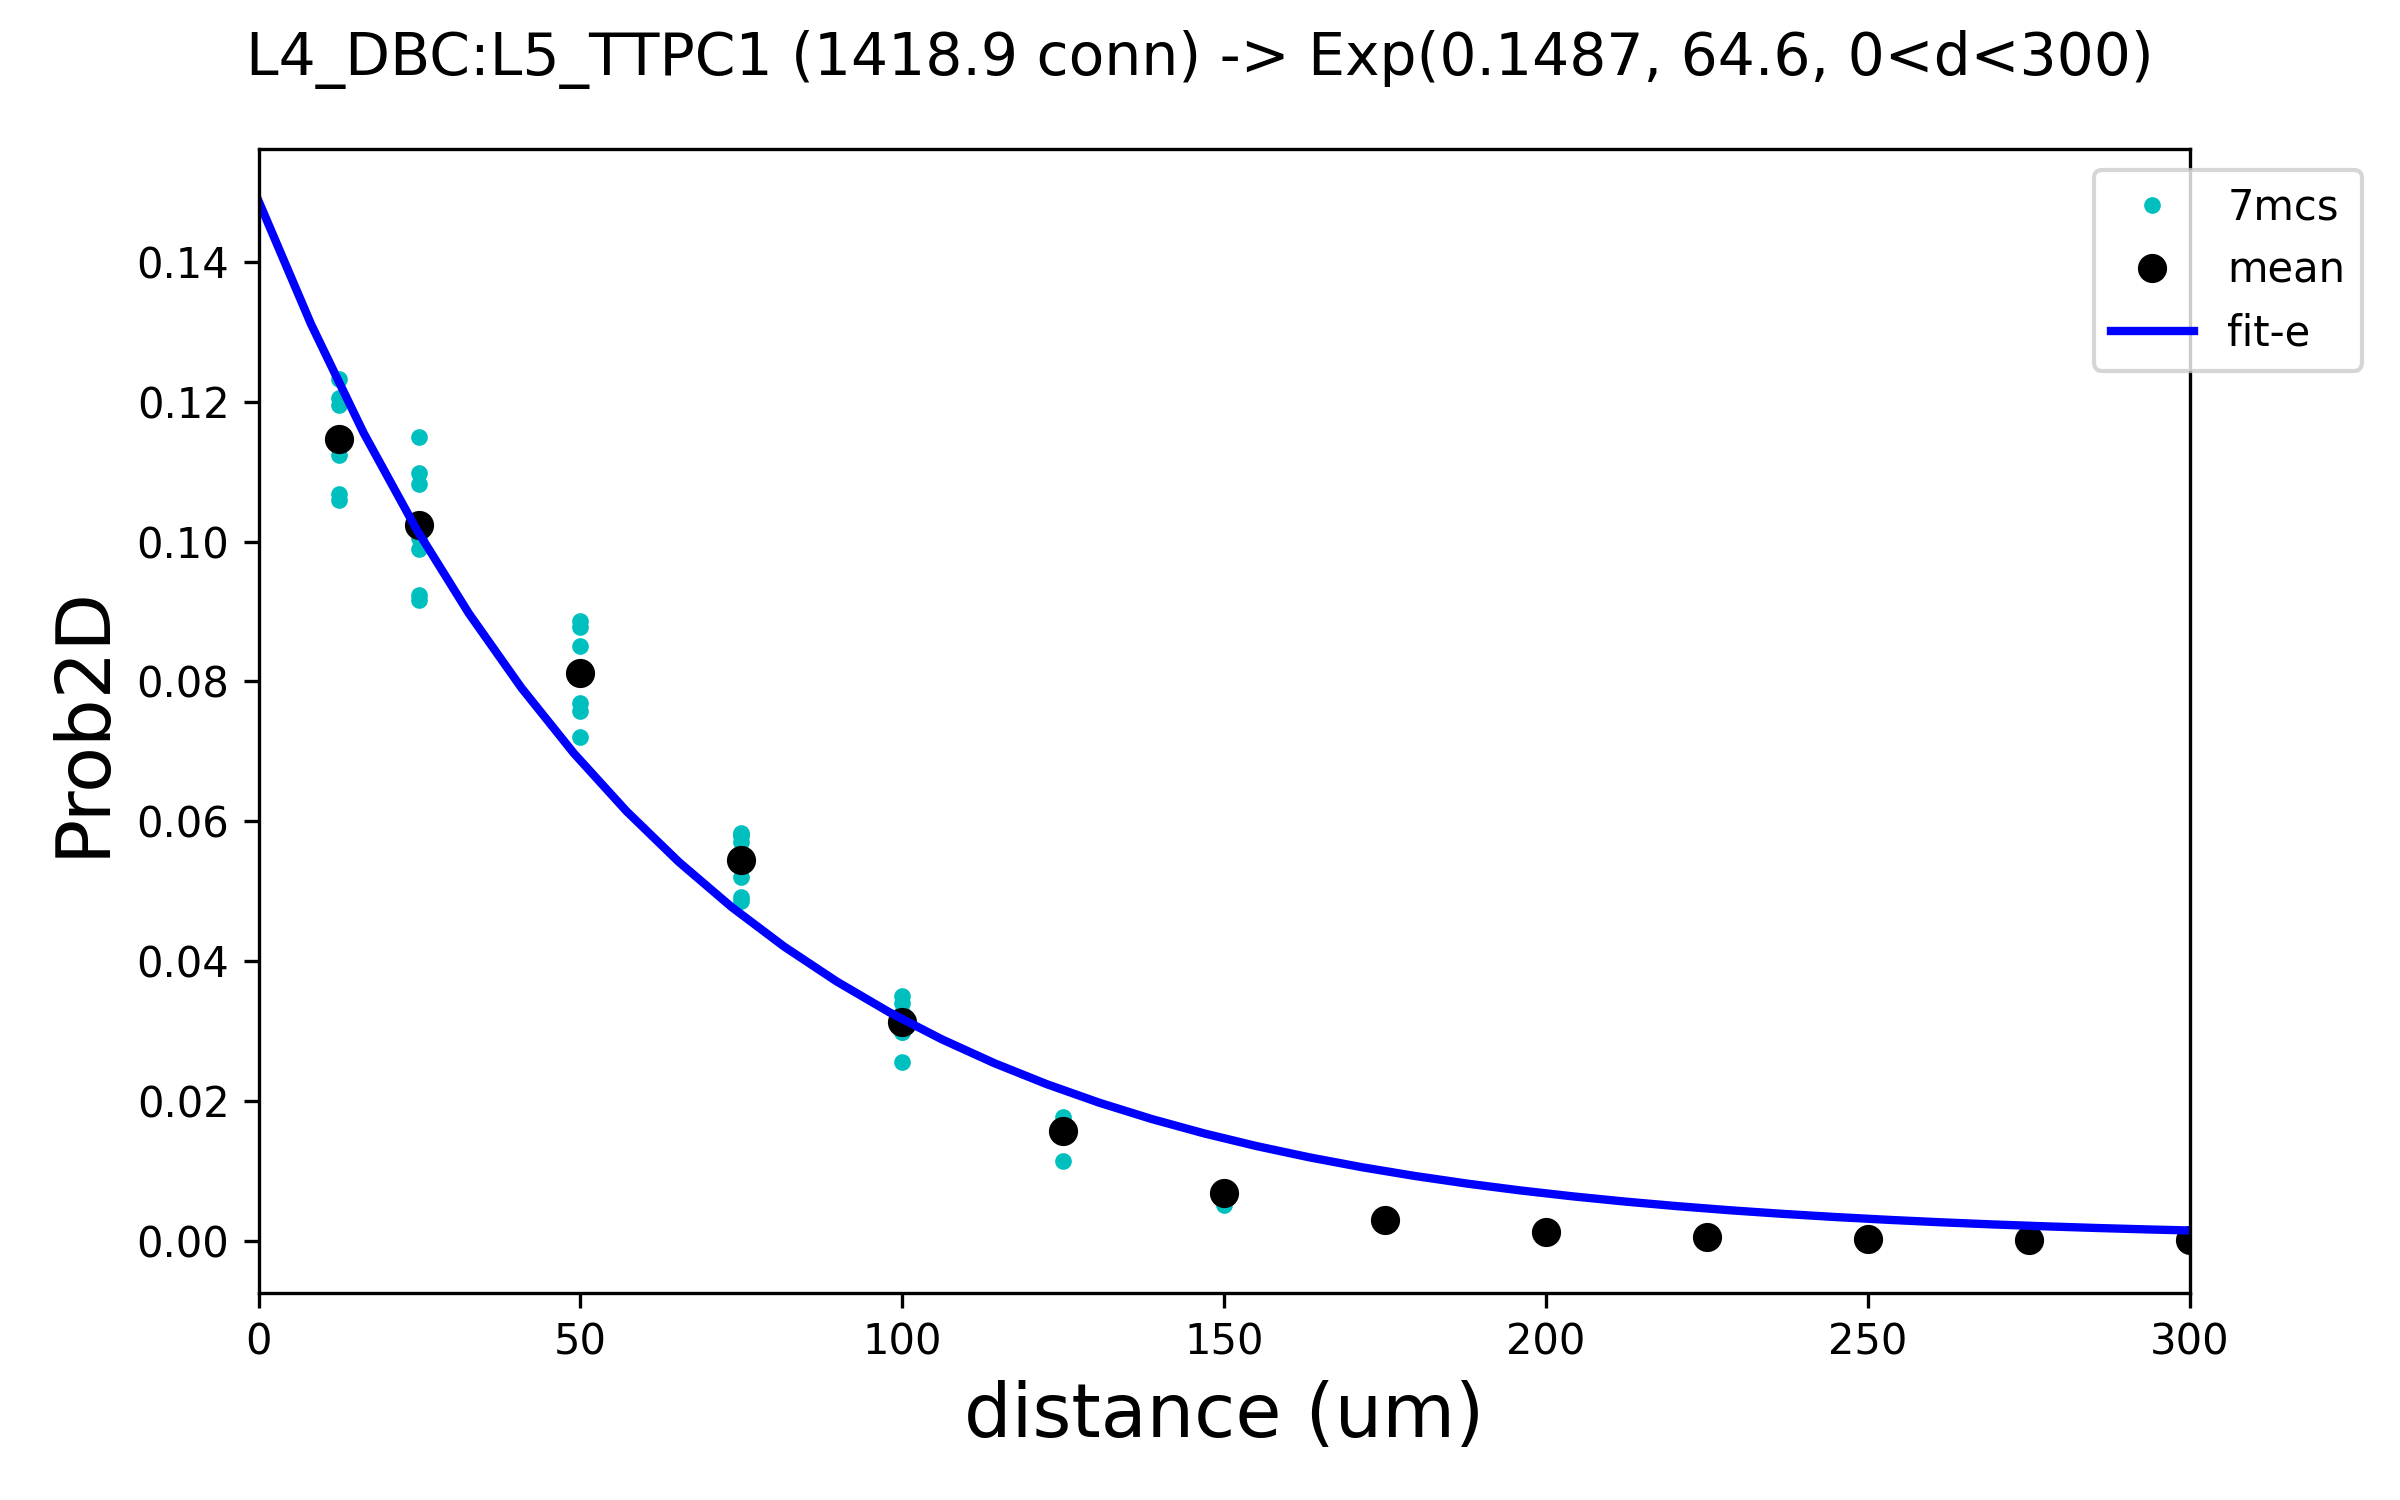 L4_DBC:L5_TTPC1 (1418.9 conn) -> Exp(0.1487, 64.6, 0<d<300)
7mcs
mean
fit-e
Prob2D
0.14
0.12
0.10
0.08
0.06
0.04
0.02
0.00
0 50 100 150 200 250 300
distance (um)